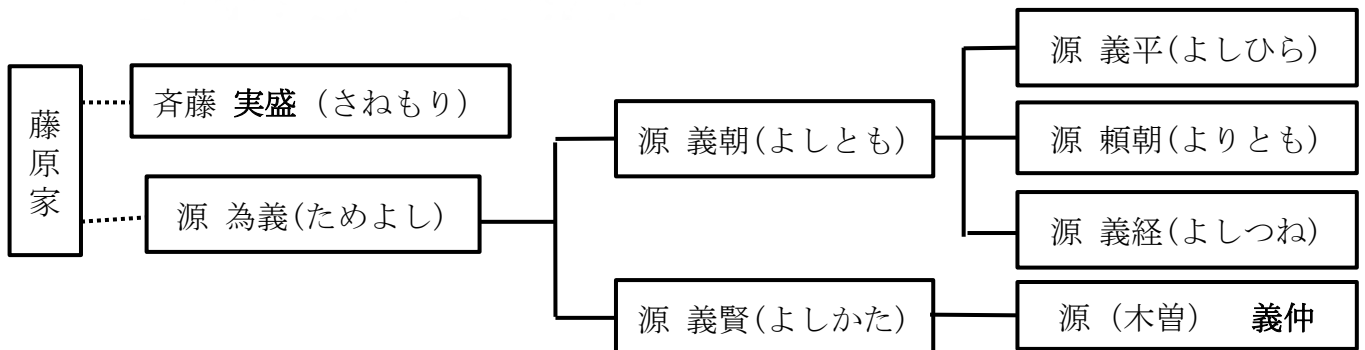 藤原家
斉藤 実盛 (さねもり)
源 為義(ためよし)
源 義朝(よしとも)
源 義賢(よしかた)
源 義平(よしひら)
源 頼朝(よりとも)
源 義経(よしつね)
源 (木曽) 義仲